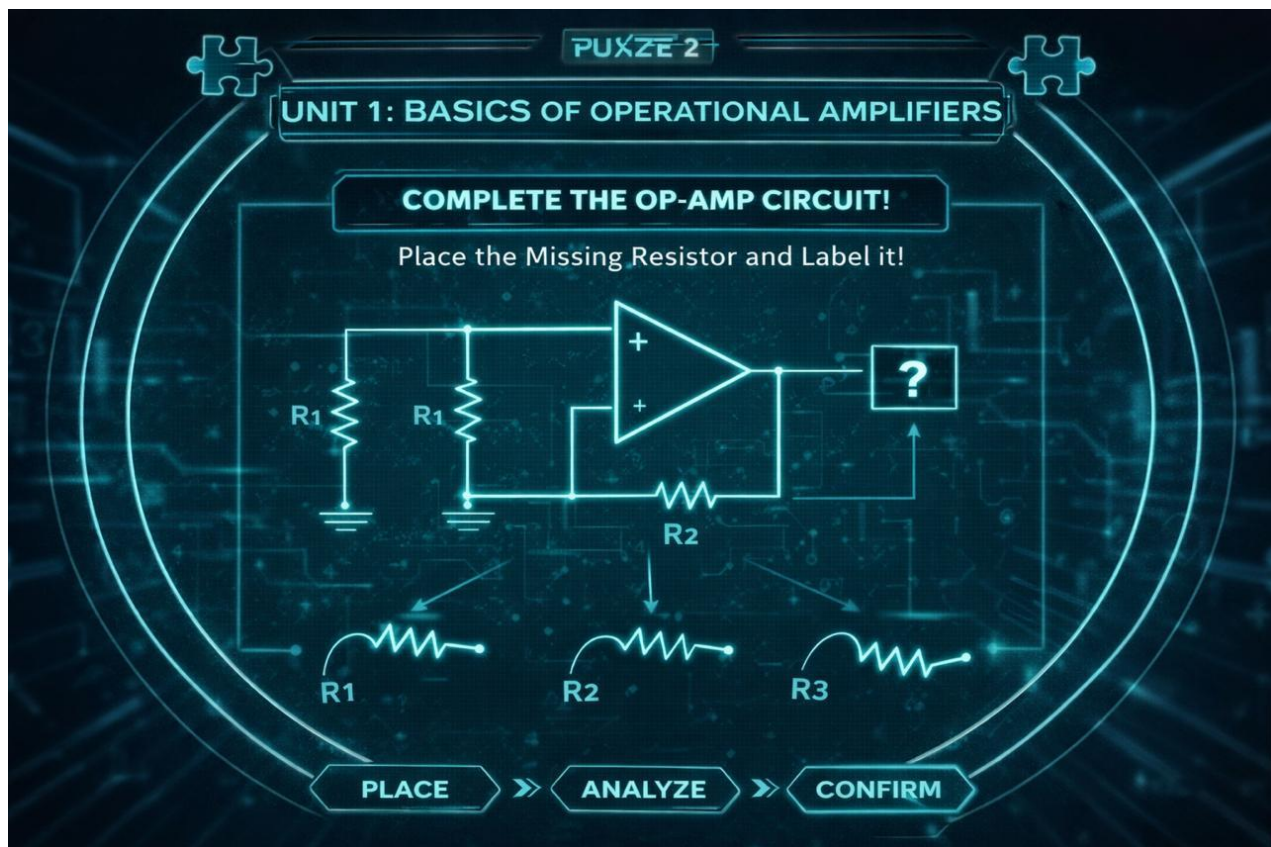 PUXZE 2
UNIT 1: BASICS OF OPERATIONAL AMPLIFIERS
COMPLETE THE OP-AMP CIRCUIT!
Place the Missing Resistor and Label it!
+
?
+
R1
R1
R2
R1
R2
R3
PLACE
ANALYZE
CONFIRM